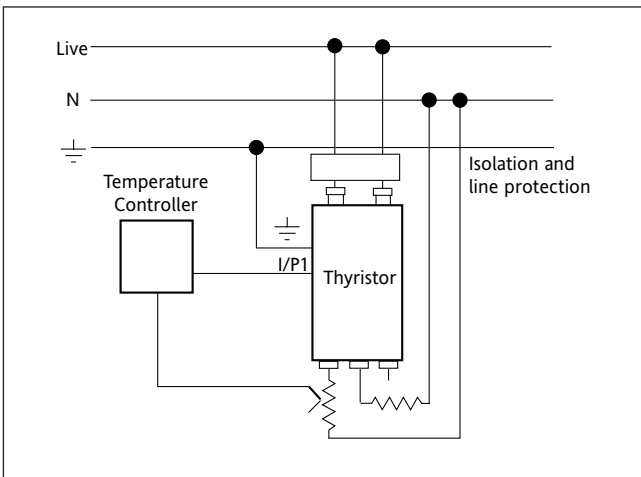 Live
N
Isolation and
line protection
Temperature
Controller
I/P1
Thyristor